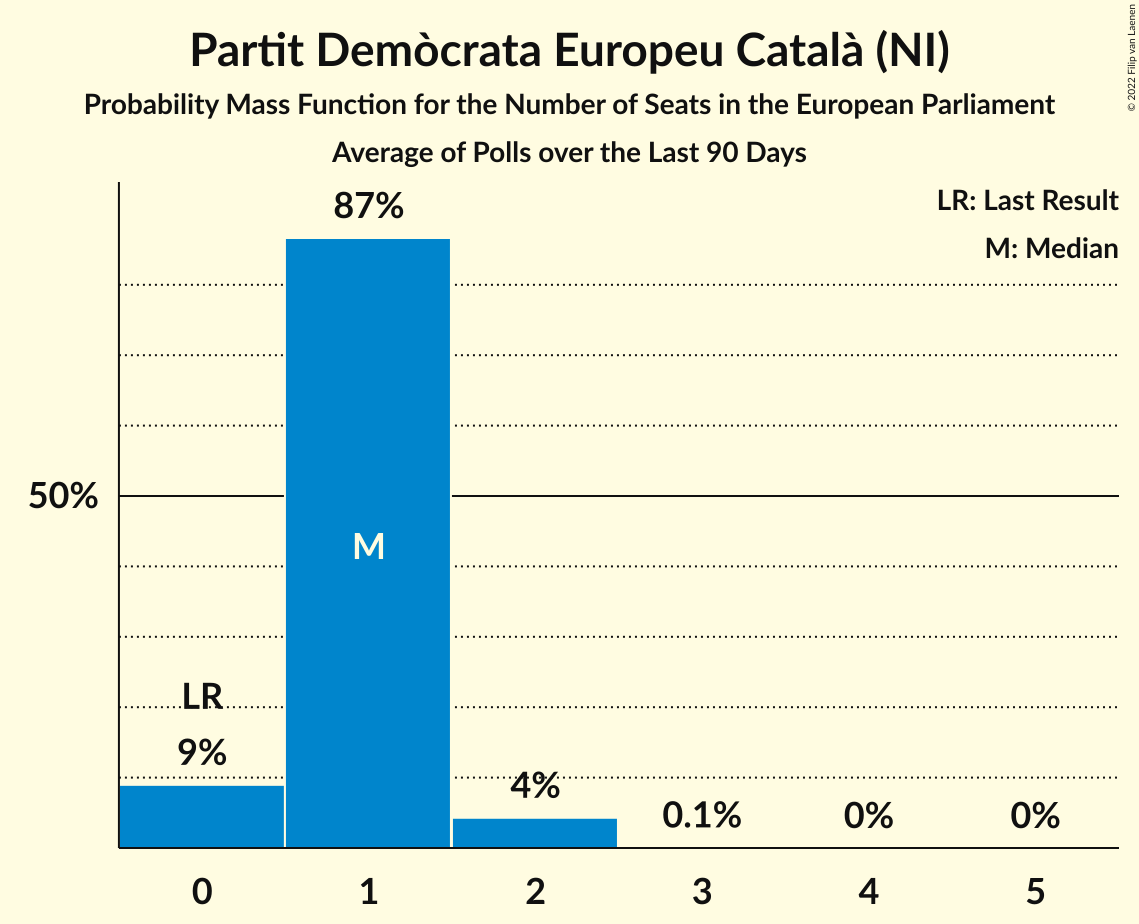 Partit Demòcrata Europeu Català (NI)
Probability Mass Function for the Number of Seats in the European Parliament
Average of Polls over the Last 90 Days
© 2022 Filip van Laenen
LR: Last Result
M: Median
87%
50%
M
LR
9%
4%
0.1%
0%
0%
0 1 2 3 4 5